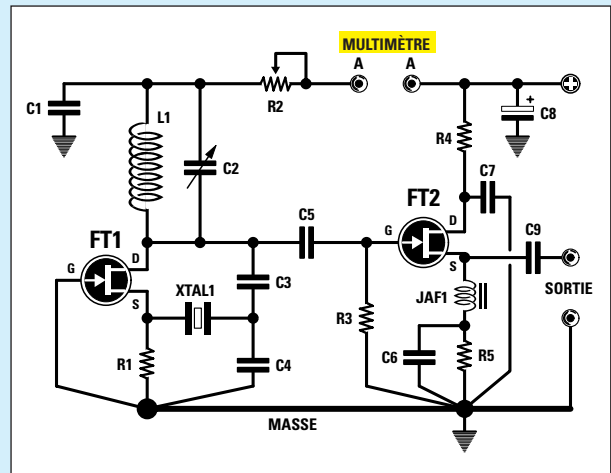 MULTIMÈTRE
A
A
C1
L1
R2
+
C8
C2
R4
C7
FT1
FT2
C5
D
G
D
G
C9
S
C3
XTAL1
S
JAF1
SORTIE
R3
R1
C4
C6
R5
MASSE